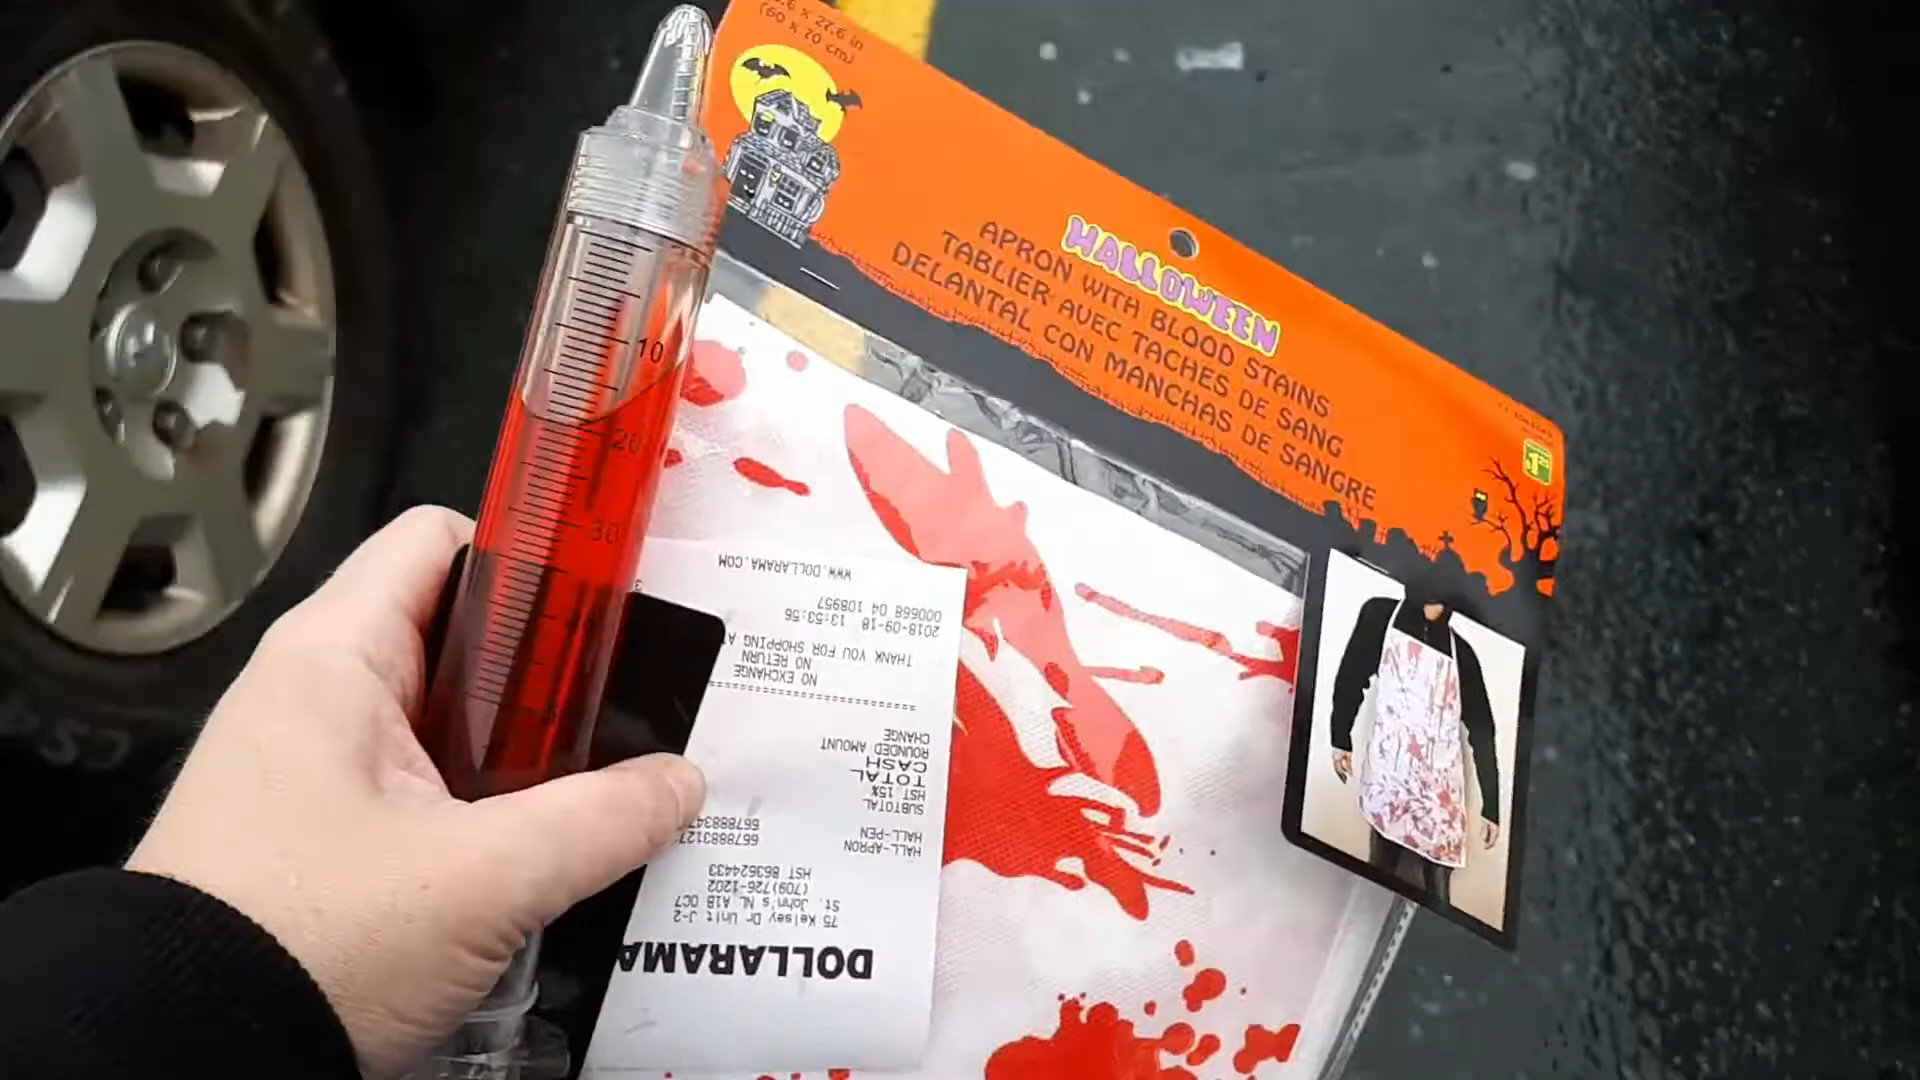 (60 x 70 cm)
HALLOWEEN
APRON WITH BLOOD STAINS
TABLIER AVEC TACHES DE SANG
DELANTAL CON MANCHAS DE SANGRE
10
20
30
DOLLARAMA
75 Kelsey Dr Unit J-2
St. John's NL A1B 0C7
(709)726-1202
HST 863624433
HALL-APRON
HALL-PEN
SUBTOTAL
HST 15%
TOTAL
CASH
ROUNDED AMOUNT
CHANGE
NO EXCHANGE
NO RETURN
THANK YOU FOR SHOPPING
2018-09-18 13:53:56
000668 04 108957
WWW.DOLLARAMA.COM